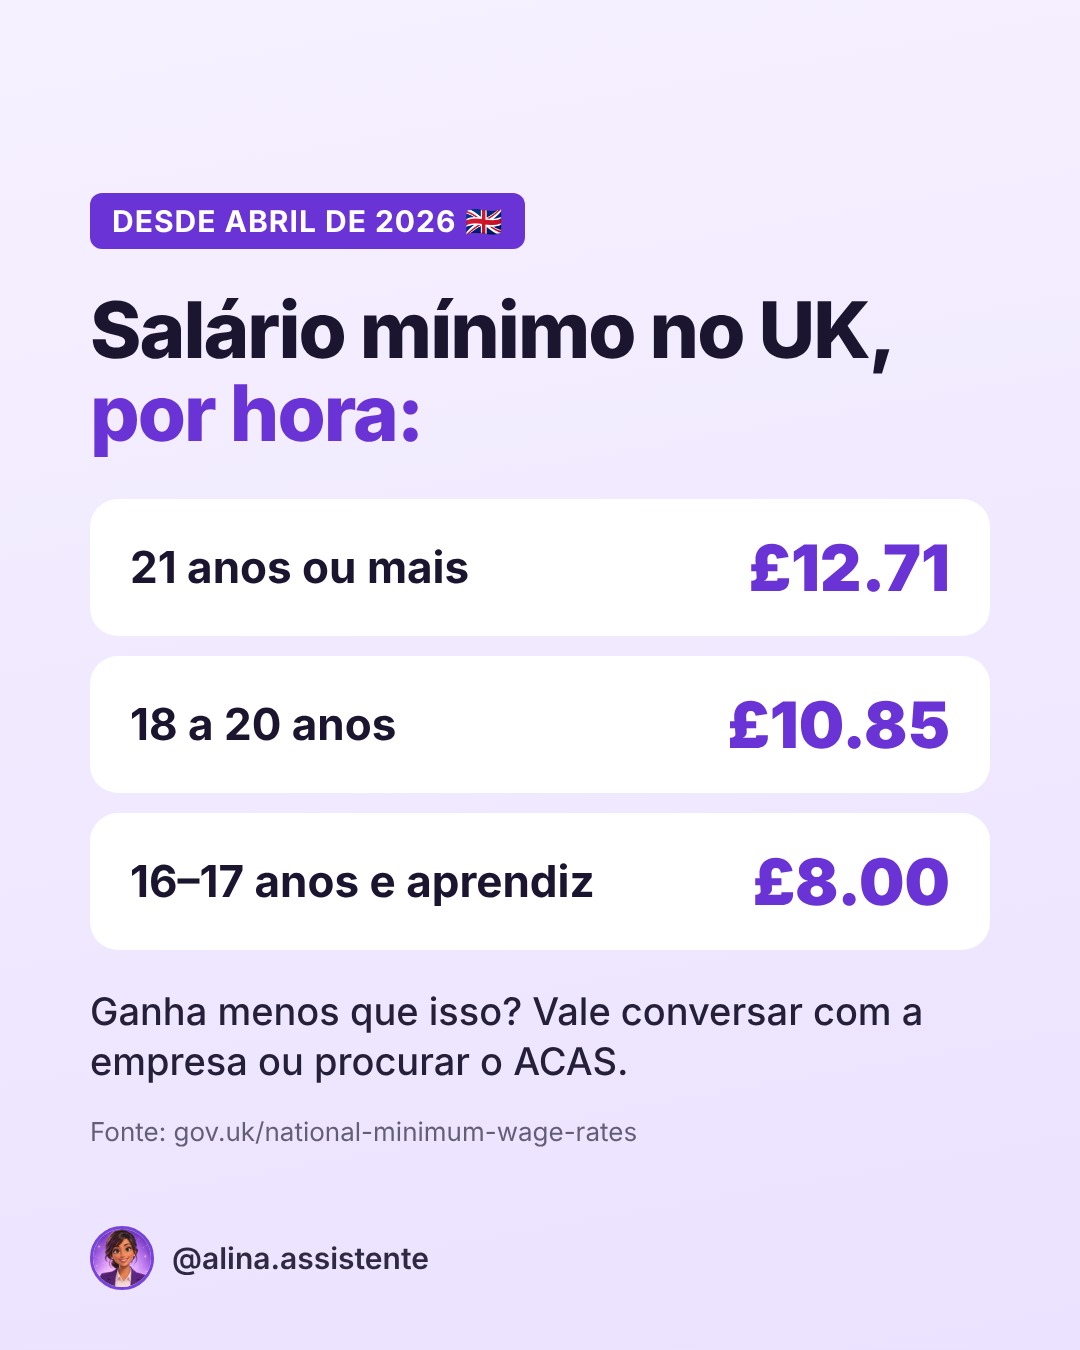 DESDE ABRIL DE 2026 🇬🇧
Salário mínimo no UK,
por hora:
21 anos ou mais £12.71
18 a 20 anos £10.85
16–17 anos e aprendiz £8.00
Ganha menos que isso? Vale conversar com a
empresa ou procurar o ACAS.
Fonte: gov.uk/national-minimum-wage-rates
@alina.assistente